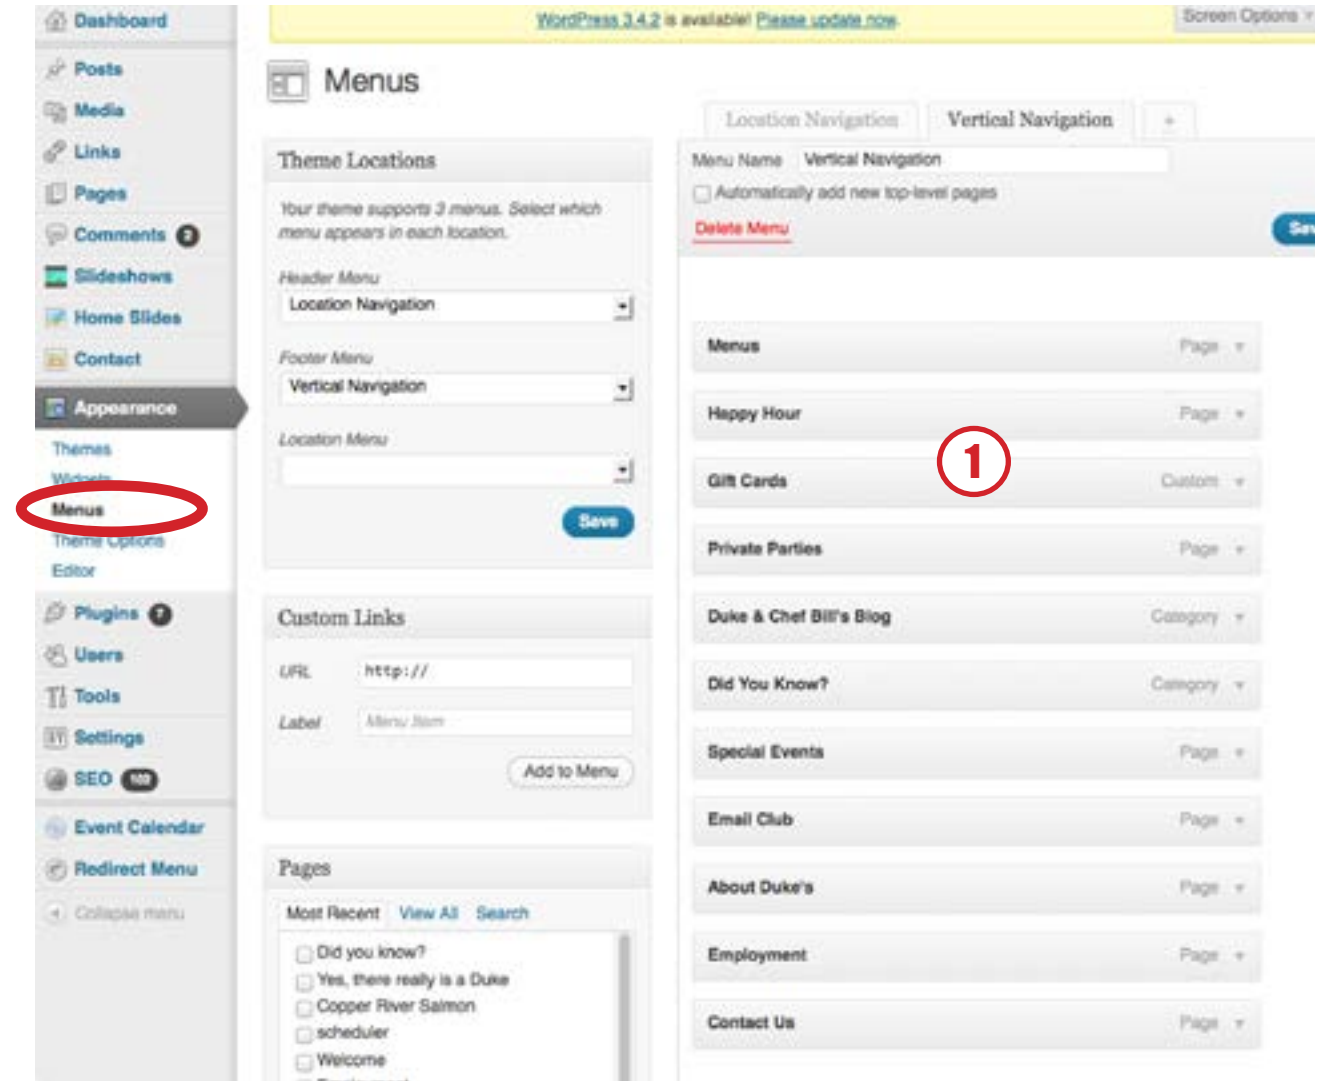 Dashboard
Posts
Media
Links
Pages
Comments
Slideshows
Home Slides
Contact
Appearance
Themes
Widgets
Menus
Theme Options
Editor
Plugins
Users
Tools
Settings
SEO
Event Calendar
Redirect Menu
Collapse menu
WordPress 3.4.2 is available! Please update now.
Screen Options
Menus
Theme Locations
Your theme supports 3 menus. Select which
menu appears in each location.
Header Menu
Location Navigation
Footer Menu
Vertical Navigation
Location Menu
Save
Custom Links
URL http://
Label Menu Item
Add to Menu
Pages
Most Recent View All Search
Did you know?
Yes, there really is a Duke
Copper River Salmon
scheduler
Welcome
Location Navigation Vertical Navigation +
Menu Name Vertical Navigation
Automatically add new top-level pages
Delete Menu
Menus Page
Happy Hour Page
1
Gift Cards Custom
Private Parties Page
Duke & Chef Bill's Blog Category
Did You Know? Category
Special Events Page
Email Club Page
About Duke's Page
Employment Page
Contact Us Page